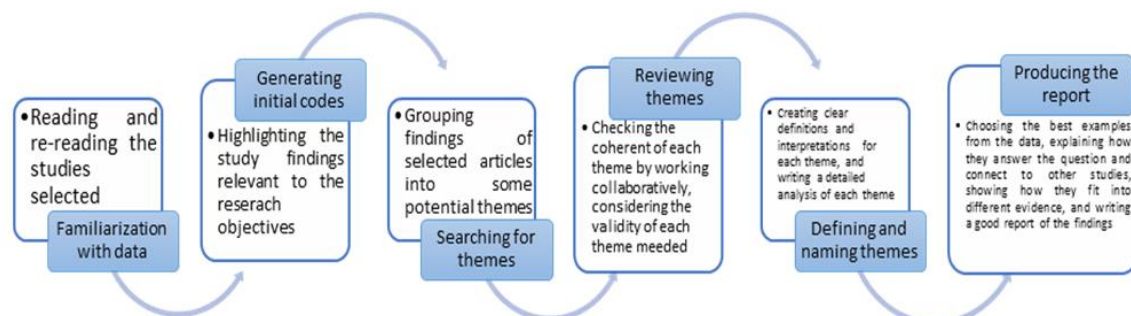 •Reading and
re-reading the
studies
selected
Familiarization
with data
Generating
initial codes
•Highlighting the
study findings
relevant to the
reserach
objectives
•Grouping
findings of
selected articles
into some
potential themes
Searching for
themes
Reviewing
themes
•Checking the
coherent of each
theme by working
collaboratively,
considering the
validity of each
theme needed
• Creating clear
definitions and
interpretations for
each theme, and
writing a detailed
analysis of each theme
Defining and
naming themes
Producing the
report
• Choosing the best examples
from the data, explaining how
they answer the question and
connect to other studies,
showing how they fit into
different evidence, and writing
a good report of the findings